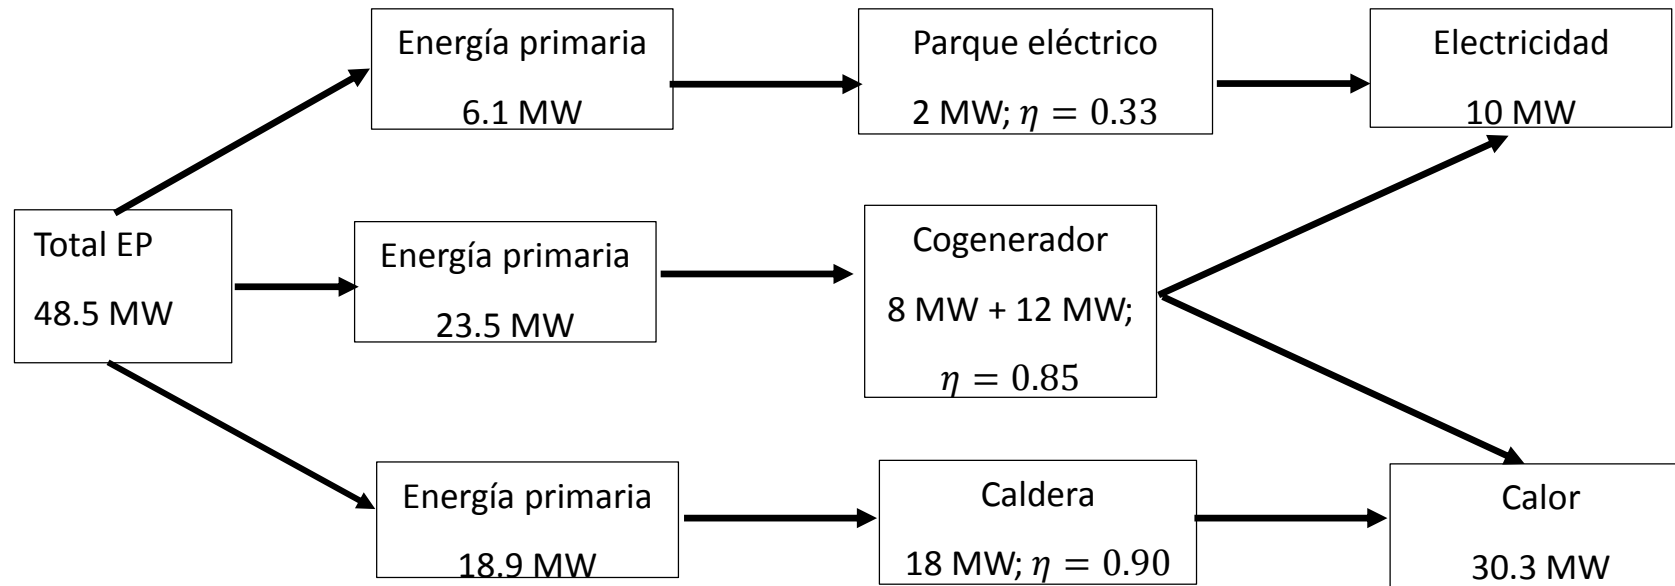 Energía primaria
6.1 MW
Parque eléctrico
2 MW; η = 0.33
Electricidad
10 MW
Total EP
48.5 MW
Energía primaria
23.5 MW
Cogenerador
8 MW + 12 MW;
η = 0.85
Energía primaria
18.9 MW
Caldera
18 MW; η = 0.90
Calor
30.3 MW